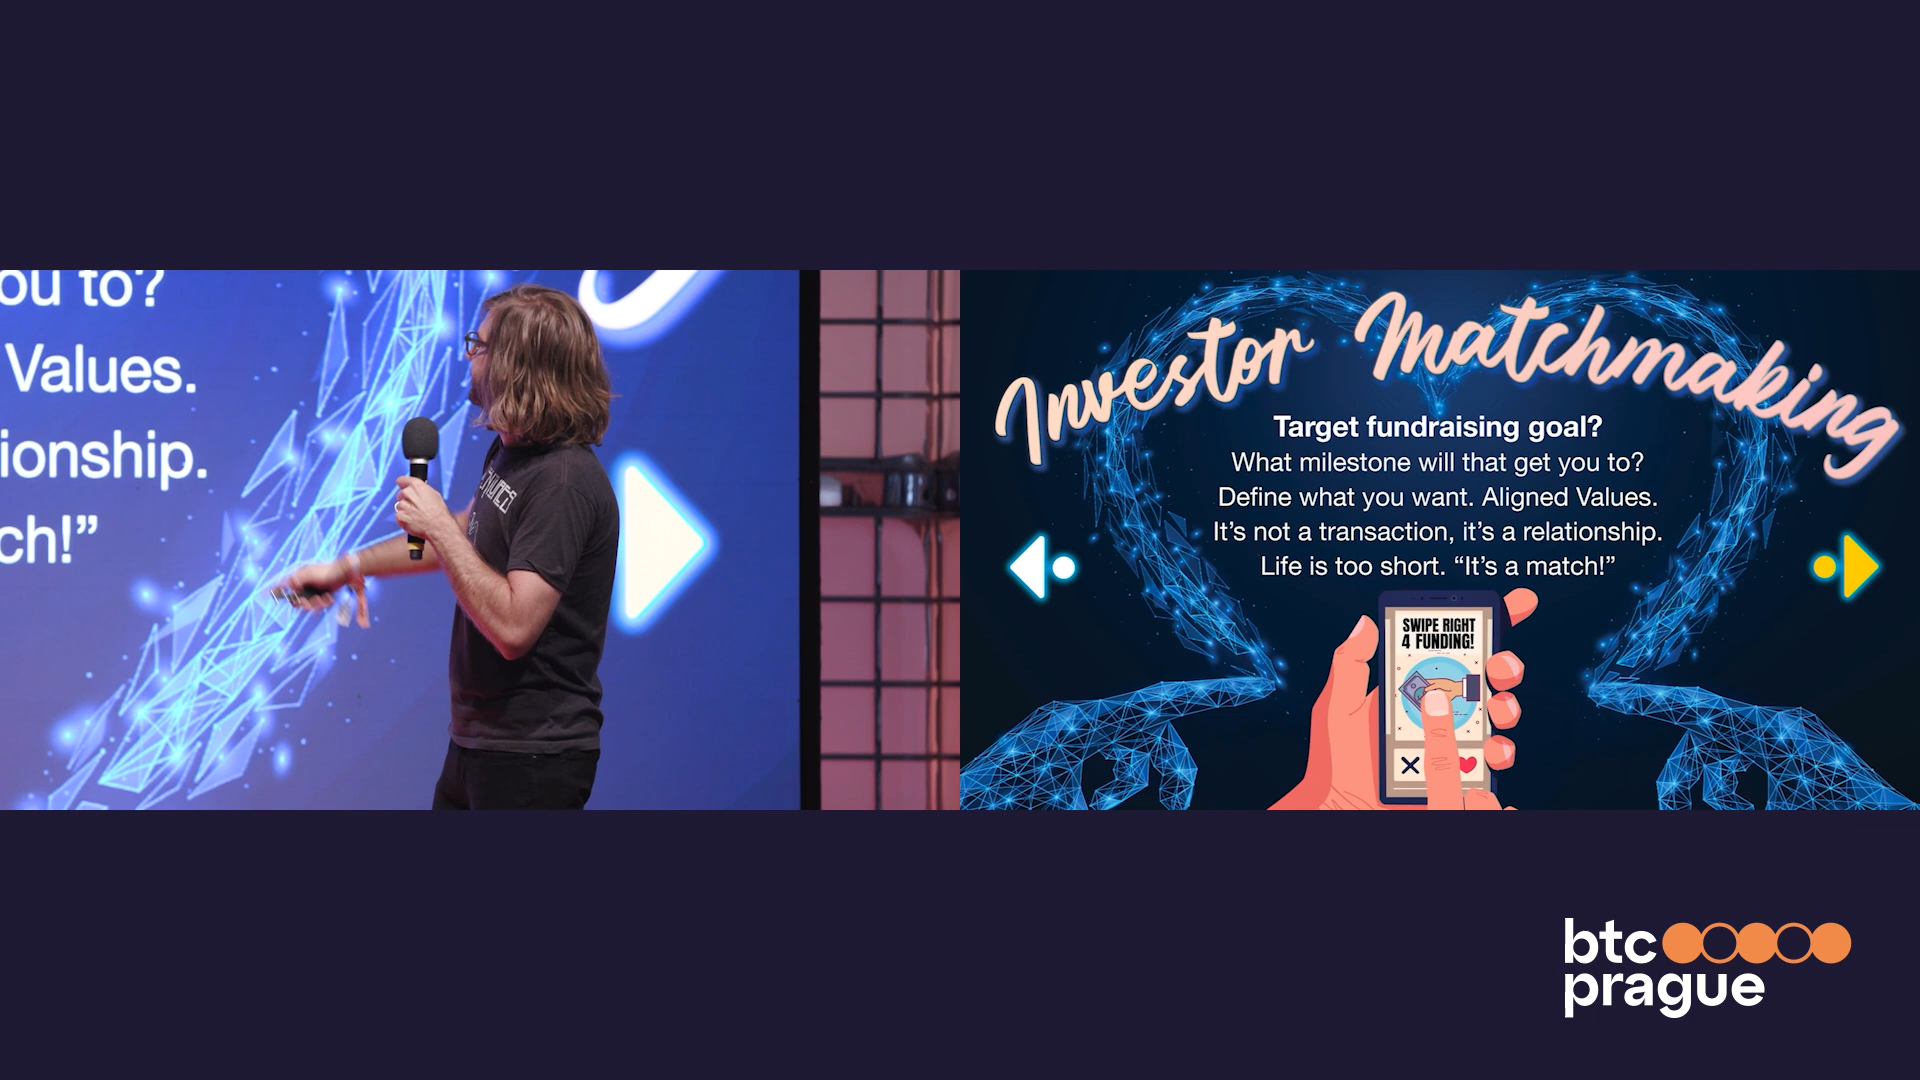 ou to?
Values.
ionship.
ch!”
Investor Matchmaking
Target fundraising goal?
What milestone will that get you to?
Define what you want. Aligned Values.
It’s not a transaction, it’s a relationship.
Life is too short. “It’s a match!”
SWIPE RIGHT
4 FUNDING!
btc
prague